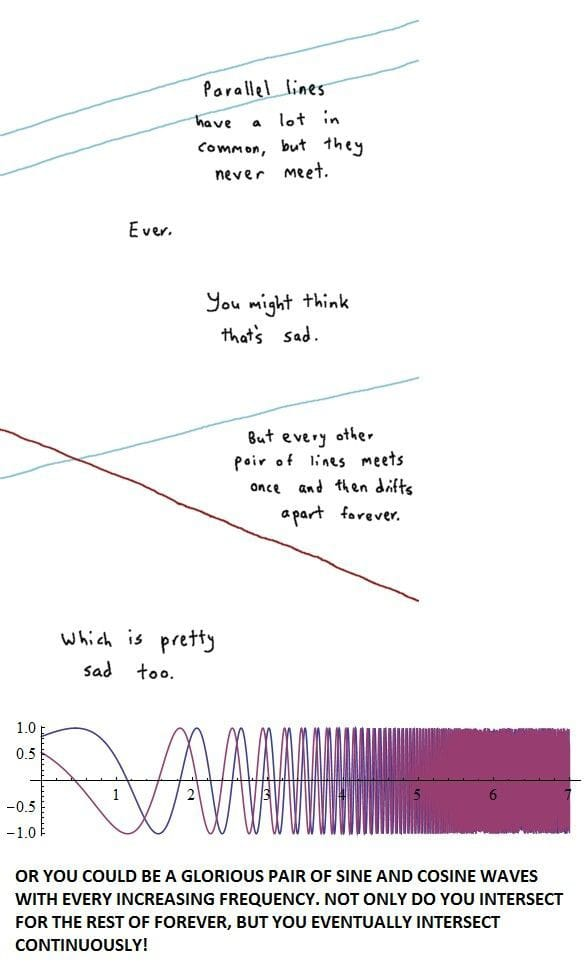 Parallel lines
have a lot in
common, but they
never meet.
Ever.
You might think
that's sad.
But every other
pair of lines meets
once and then drifts
apart forever.
Which is pretty
sad too.
1.0
0.5
-0.5
-1.0
1 2 3 4 5 6 7
OR YOU COULD BE A GLORIOUS PAIR OF SINE AND COSINE WAVES
WITH EVERY INCREASING FREQUENCY. NOT ONLY DO YOU INTERSECT
FOR THE REST OF FOREVER, BUT YOU EVENTUALLY INTERSECT
CONTINUOUSLY!